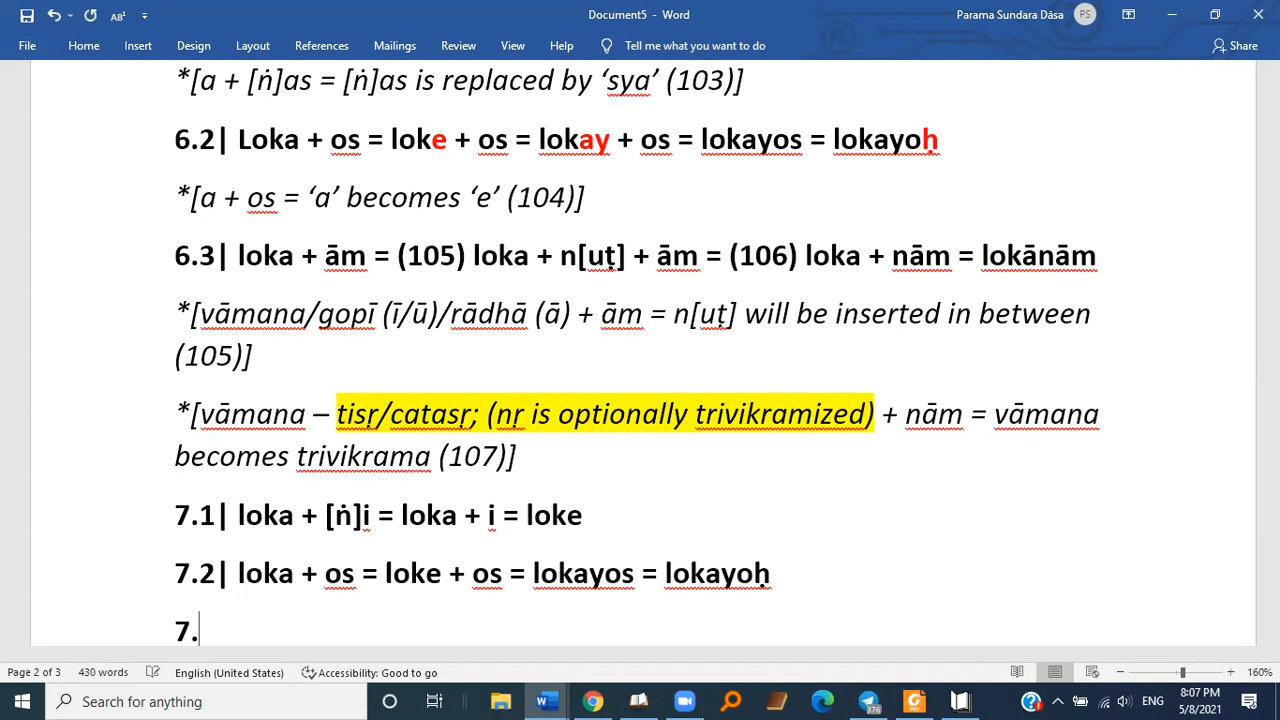 Document5 - Word
Parama Sundara Dāsa PS
File Home Insert Design Layout References Mailings Review View Help Tell me what you want to do Share
*[a + [ṅ]as = [ṅ]as is replaced by ‘sya’ (103)]
6.2| Loka + os = loke + os = lokay + os = lokayos = lokayoḥ
*[a + os = ‘a’ becomes ‘e’ (104)]
6.3| loka + ām = (105) loka + n[uṭ] + ām = (106) loka + nām = lokānām
*[vāmana/gopī (ī/ū)/rādhā (ā) + ām = n[uṭ] will be inserted in between
(105)]
*[vāmana – tisṛ/catasṛ; (nṛ is optionally trivikramized) + nām = vāmana
becomes trivikrama (107)]
7.1| loka + [ṅ]i = loka + i = loke
7.2| loka + os = loke + os = lokayos = lokayoḥ
7.
Page 2 of 3 430 words English (United States) Accessibility: Good to go 160%
Search for anything 376 ENG 8:07 PM
5/8/2021